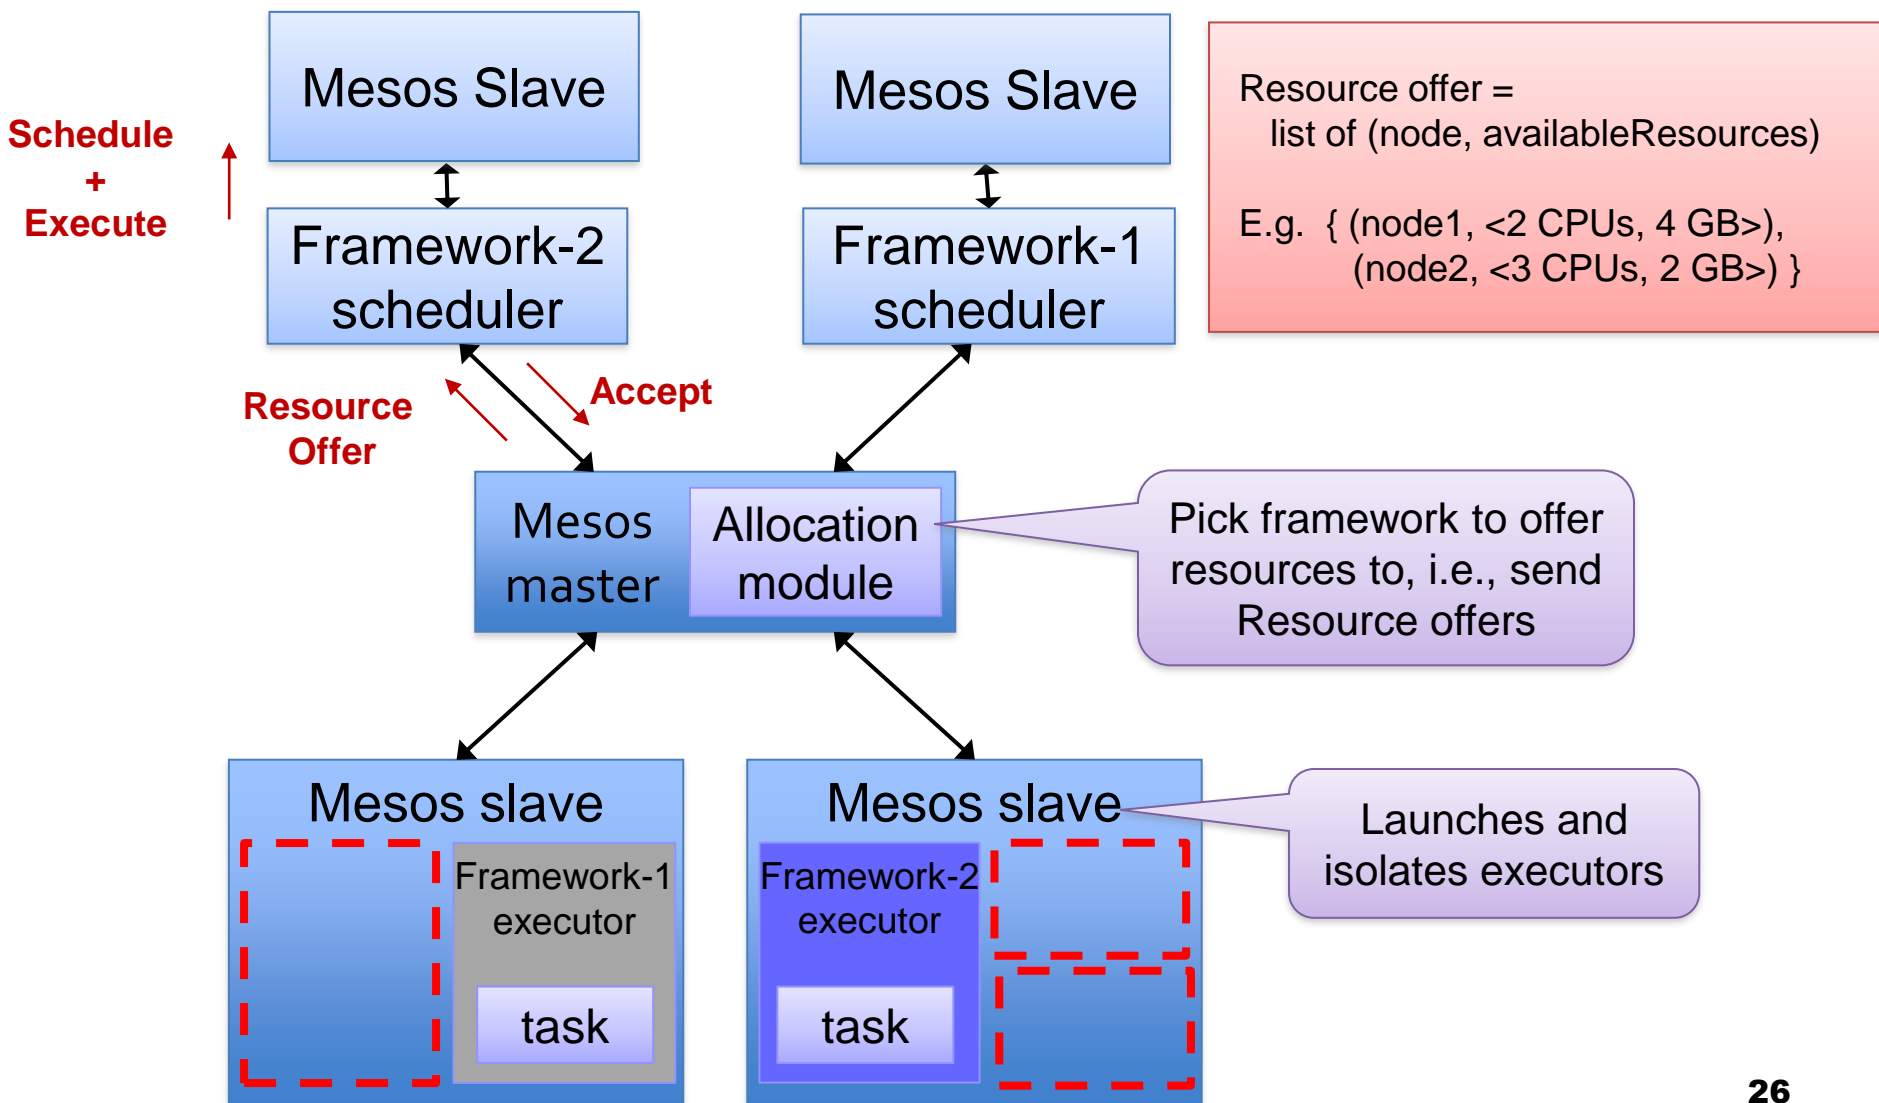 Mesos Slave
Mesos Slave
Resource offer =
list of (node, availableResources)
E.g. { (node1, <2 CPUs, 4 GB>),
(node2, <3 CPUs, 2 GB>) }
Schedule
+
Execute
Framework-2
scheduler
Framework-1
scheduler
Resource
Offer
Accept
Mesos
master
Allocation
module
Pick framework to offer
resources to, i.e., send
Resource offers
Mesos slave
Framework-1
executor
task
Mesos slave
Framework-2
executor
task
Launches and
isolates executors
26